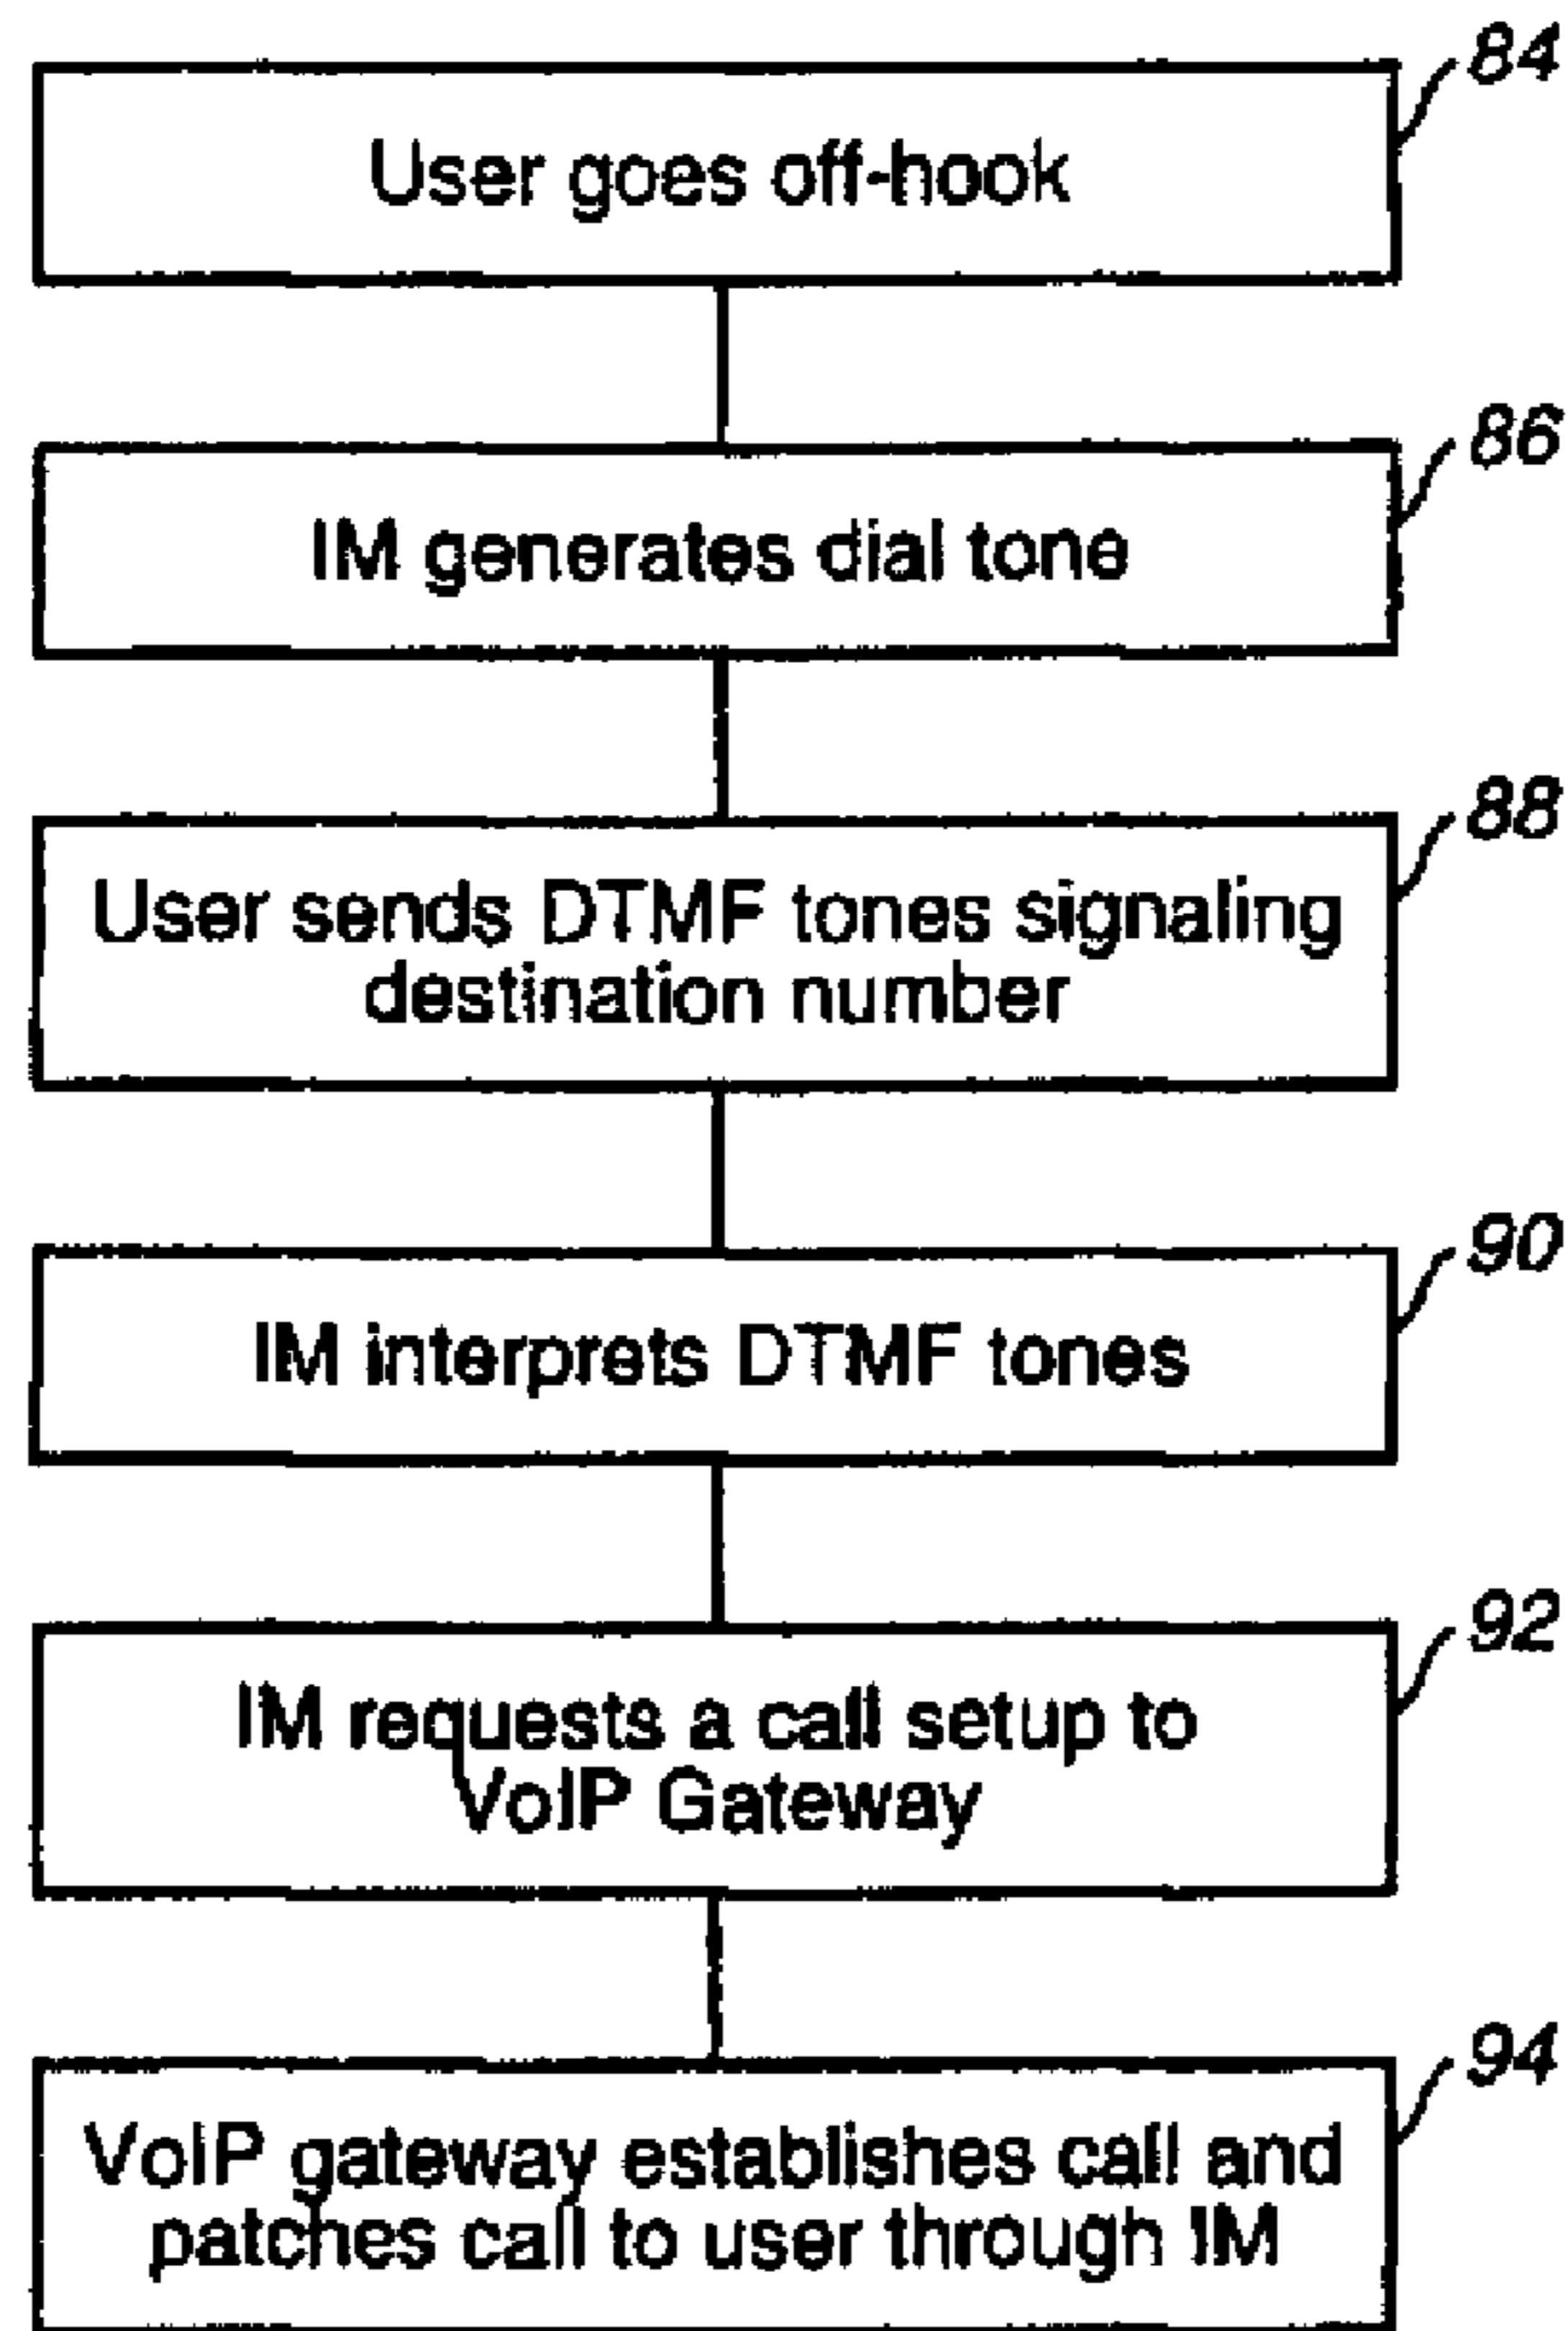 84
User goes off-hook
86
IM generates dial tone
88
User sends DTMF tones signaling
destination number
90
IM interprets DTMF tones
92
IM requests a call setup to
VoIP Gateway
94
VoIP gateway establishes call and
patches call to user through IM